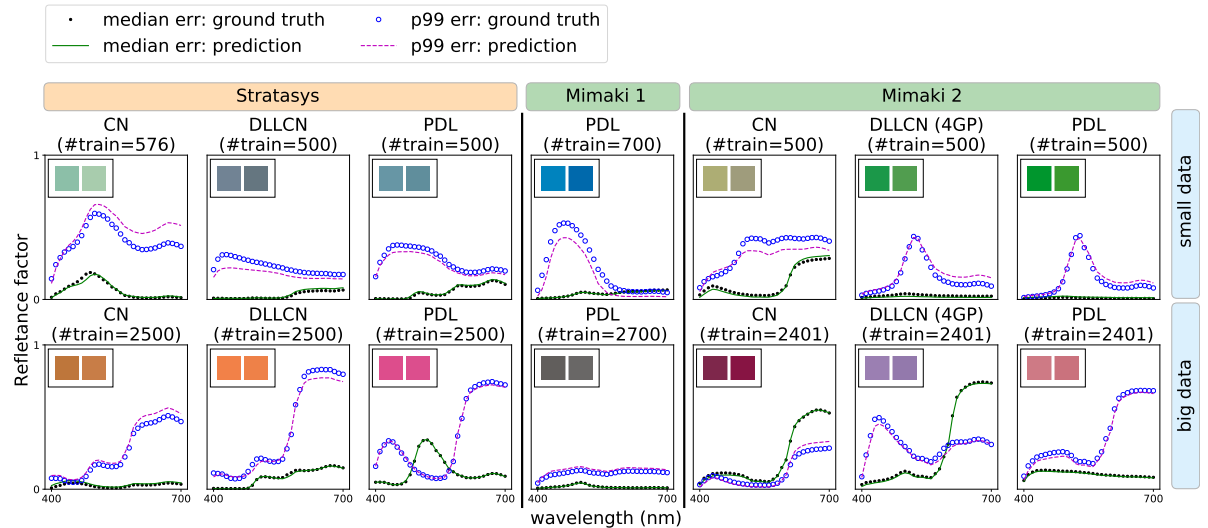 median err: ground truth
p99 err: ground truth
median err: prediction
p99 err: prediction
Stratasys
Mimaki 1
Mimaki 2
CN
(#train=576)
DLLCN
(#train=500)
PDL
(#train=500)
PDL
(#train=700)
CN
(#train=500)
DLLCN (4GP)
(#train=500)
PDL
(#train=500)
small data
1
0
CN
(#train=2500)
DLLCN
(#train=2500)
PDL
(#train=2500)
PDL
(#train=2700)
CN
(#train=2401)
DLLCN (4GP)
(#train=2401)
PDL
(#train=2401)
big data
1
0
Refletance factor
400
700
400
700
400
700
400
700
400
700
400
700
400
700
wavelength (nm)